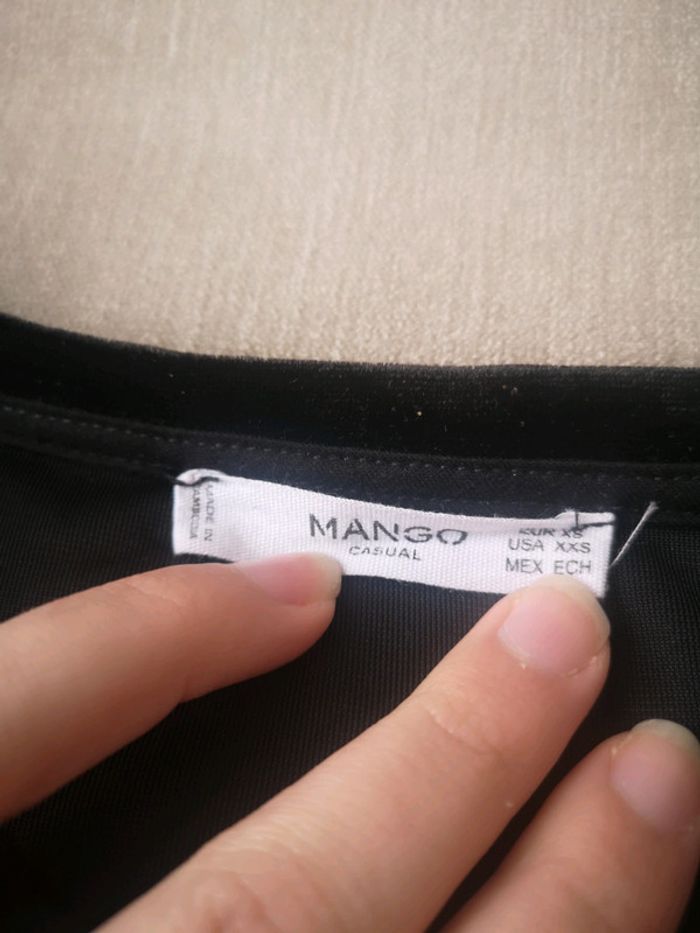 MADE IN
CAMBODIA
MANGO
CASUAL
EUR XS
USA XXS
MEX ECH